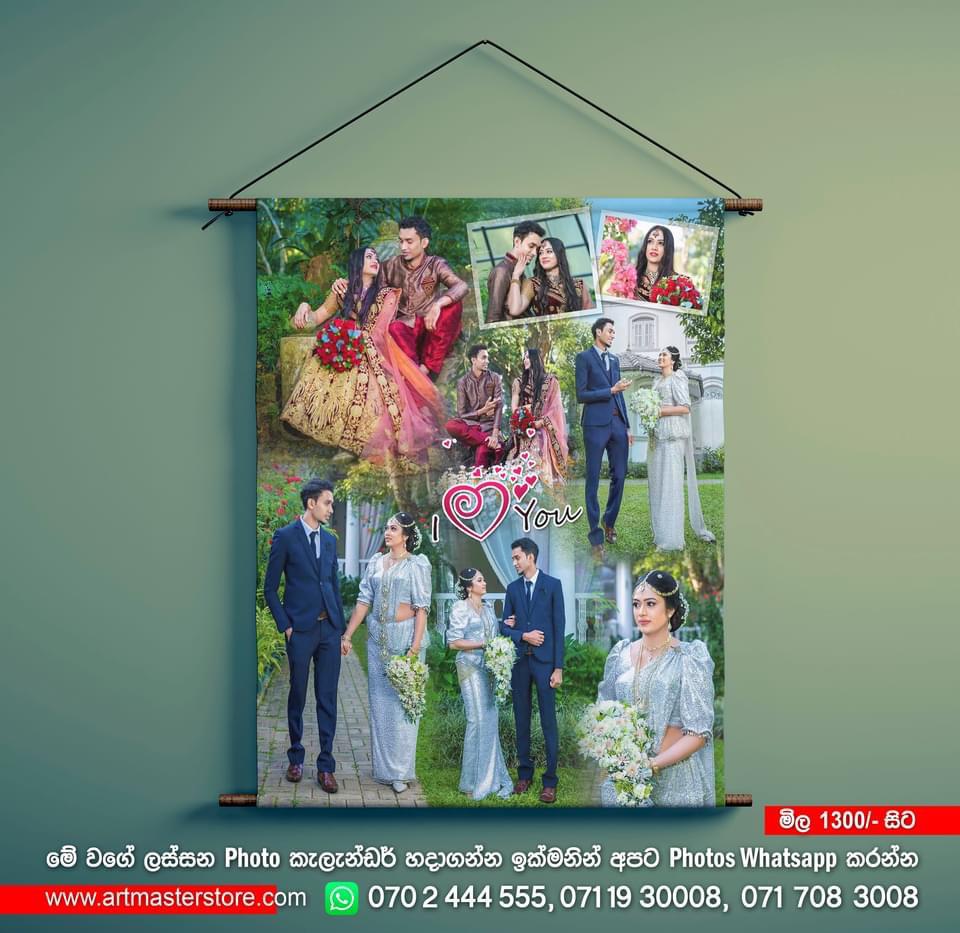 I You
මිල 1300/- සිට
මේ වගේ ලස්සන Photo කැලැන්ඩර් හදාගන්න ඉක්මනින් අපට Photos Whatsapp කරන්න
www.artmasterstore.com 070 2 444 555, 071 19 30008, 071 708 3008